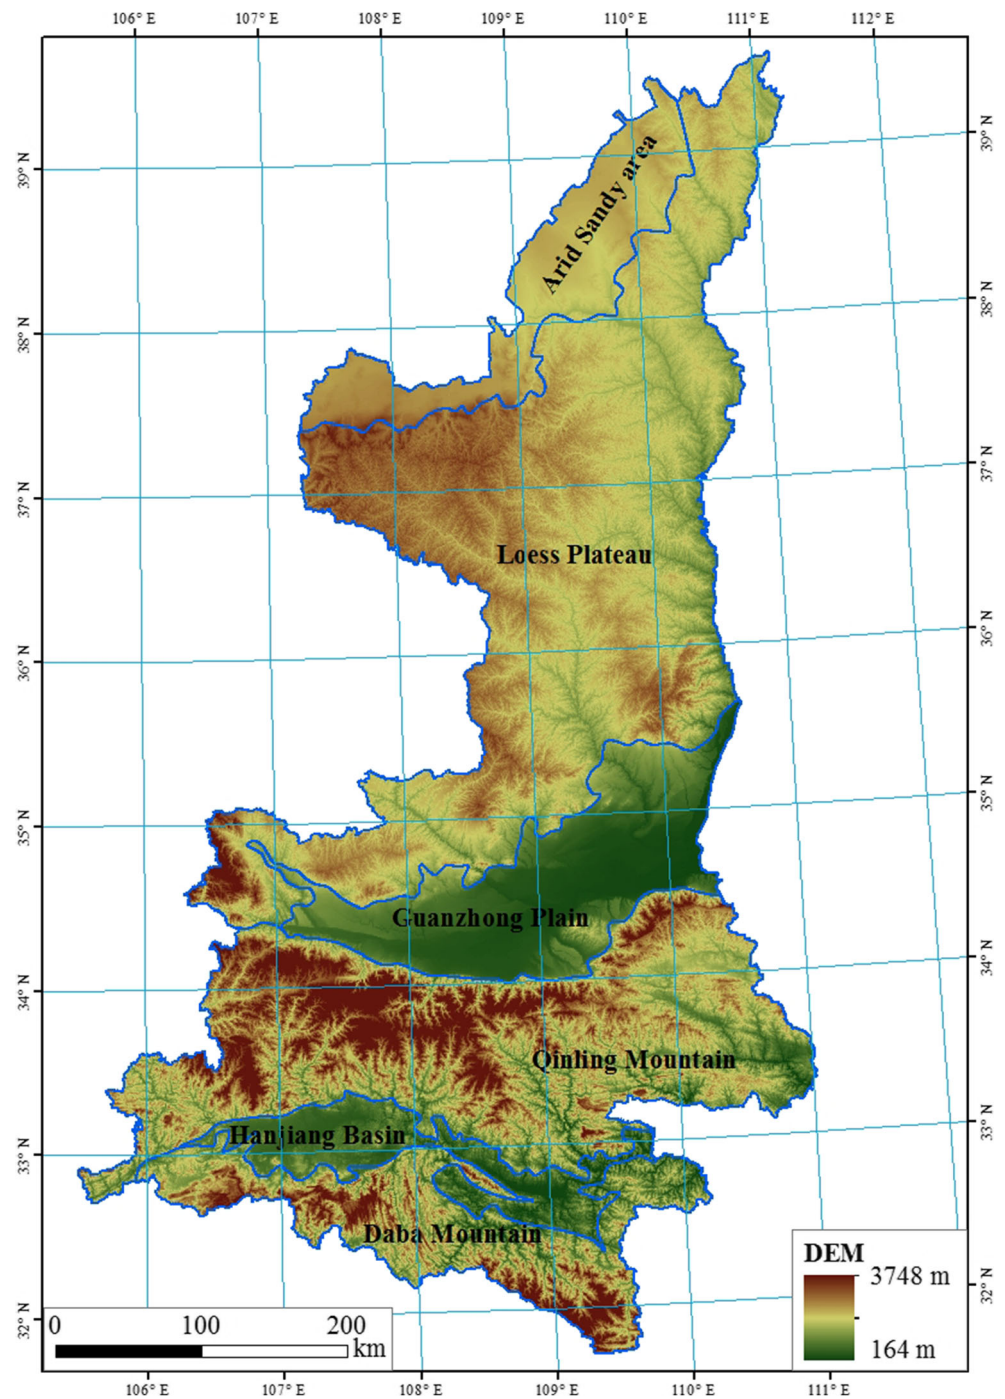 106° E 107° E 108° E 109° E 110° E 111° E 112° E
39° N
39° N
Arid Sandy area
38° N
38° N
37° N
37° N
Loess Plateau
36° N
36° N
35° N
35° N
Guanzhong Plain
34° N
34° N
Qinling Mountain
33° N
33° N
Hanjiang Basin
Daba Mountain
DEM
3748 m
164 m
32° N
32° N
0 100 200
km
106° E 107° E 108° E 109° E 110° E 111° E